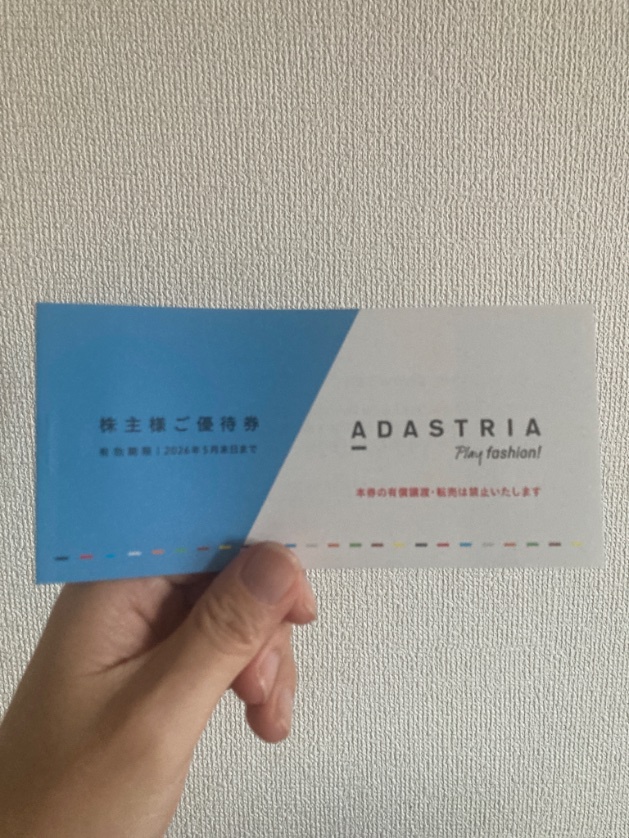 株主様ご優待券
有効期限|2026年5月末日まで
ADASTRIA
Play fashion!
本券の有償譲渡・転売は禁止いたします